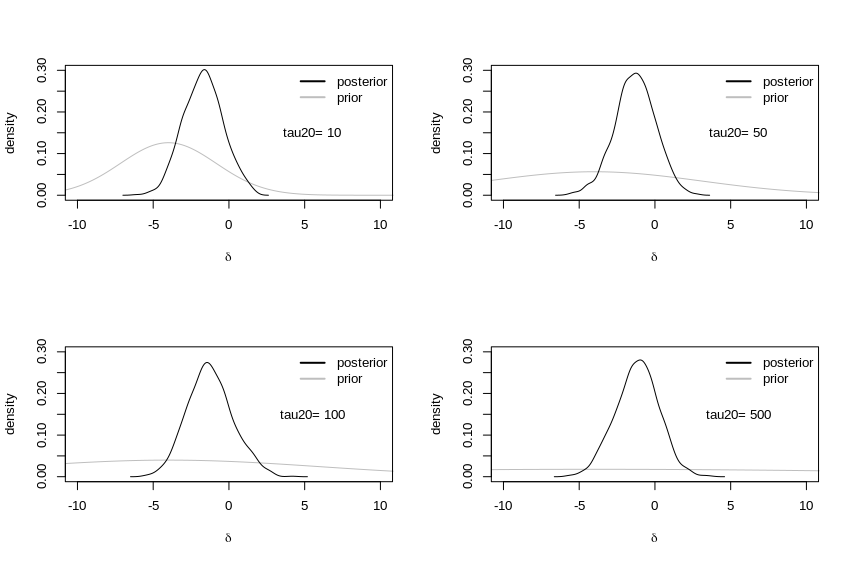 density
0.00 0.10 0.20 0.30
posterior
prior
tau20= 10
-10 -5 0 5 10
δ
density
0.00 0.10 0.20 0.30
posterior
prior
tau20= 50
-10 -5 0 5 10
δ
density
0.00 0.10 0.20 0.30
posterior
prior
tau20= 100
-10 -5 0 5 10
δ
density
0.00 0.10 0.20 0.30
posterior
prior
tau20= 500
-10 -5 0 5 10
δ